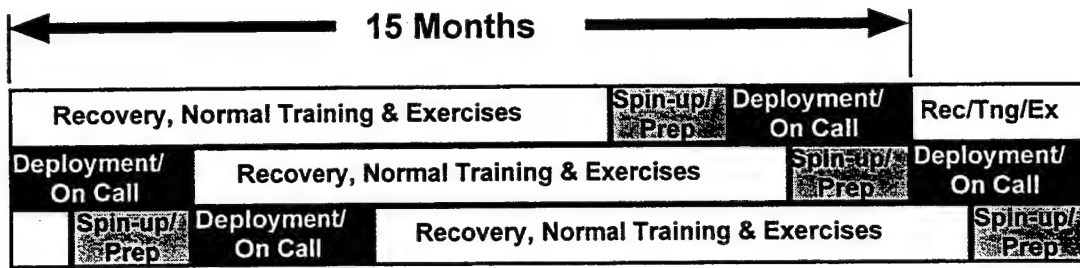 15 Months
Recovery, Normal Training & Exercises
Spin-up/
Prep
Deployment/
On Call
Rec/Tng/Ex
Deployment/
On Call
Recovery, Normal Training & Exercises
Spin-up/
Prep
Deployment/
On Call
Spin-up/
Prep
Deployment/
On Call
Recovery, Normal Training & Exercises
Spin-up/
Prep